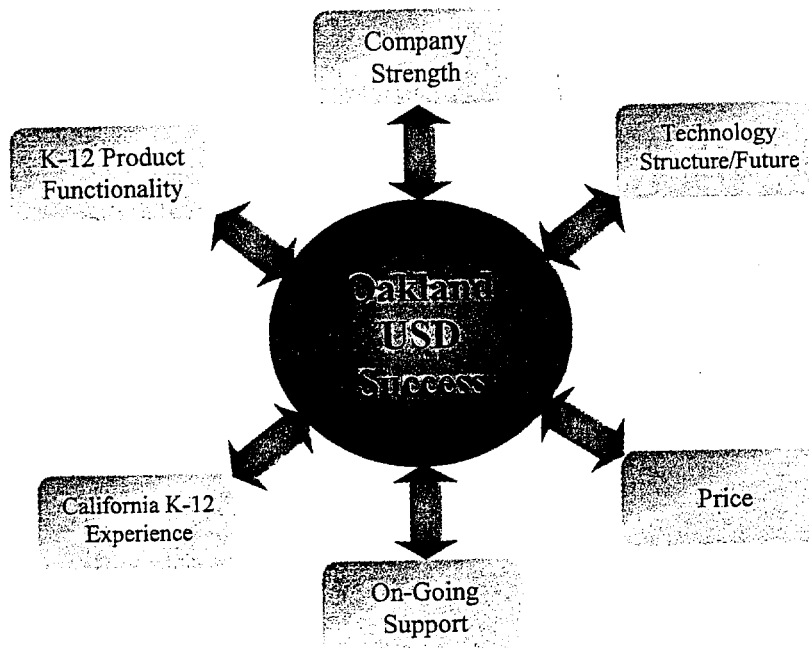 Company
Strength
K-12 Product
Functionality
Technology
Structure/Future
Oakland
USD
Success
California K-12
Experience
Price
On-Going
Support